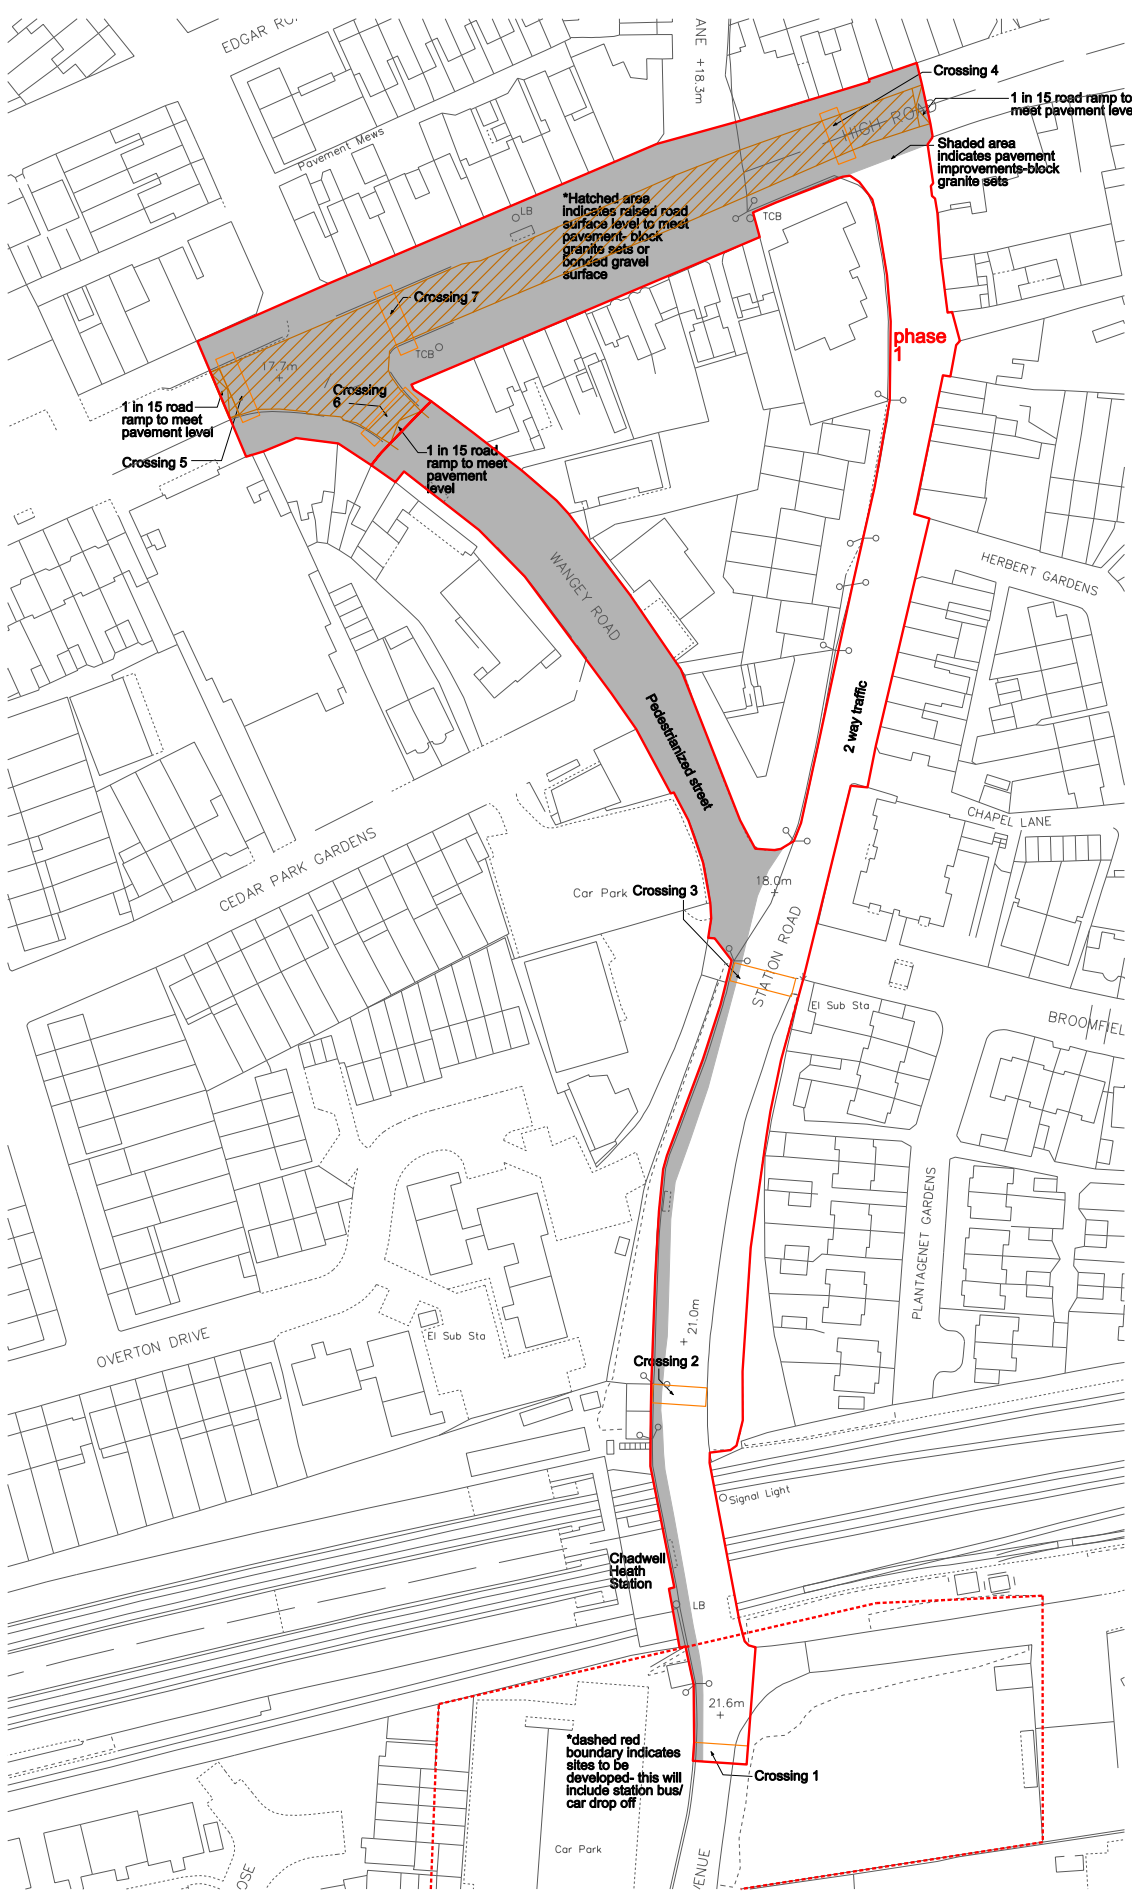 EDGAR RO
LANE +18.3m
Crossing 4
1 in 15 road ramp to
meet pavement leve
HIGH ROAD
Pavement Mews
Shaded area
indicates pavement
improvements-block
granite sets
*Hatched area
indicates raised road
surface level to meet
pavement- block
granite sets or
bonded gravel
surface
LB
TCB
Crossing 7
phase
1
TCB
17.7m
Crossing
6
1 in 15 road
ramp to meet
pavement level
Crossing 5
1 in 15 road
ramp to meet
pavement
level
WANGEY ROAD
HERBERT GARDENS
Pedestrianized street
2 way traffic
CHAPEL LANE
CEDAR PARK GARDENS
Car Park
Crossing 3
18.0m
STATION ROAD
El Sub Sta
BROOMFIEL
PLANTAGENET GARDENS
21.0m
OVERTON DRIVE
El Sub Sta
Crossing 2
Signal Light
Chadwell
Heath
Station
LB
21.6m
*dashed red
boundary indicates
sites to be
developed- this will
include station bus/
car drop off
Crossing 1
Car Park
OSE
VENUE